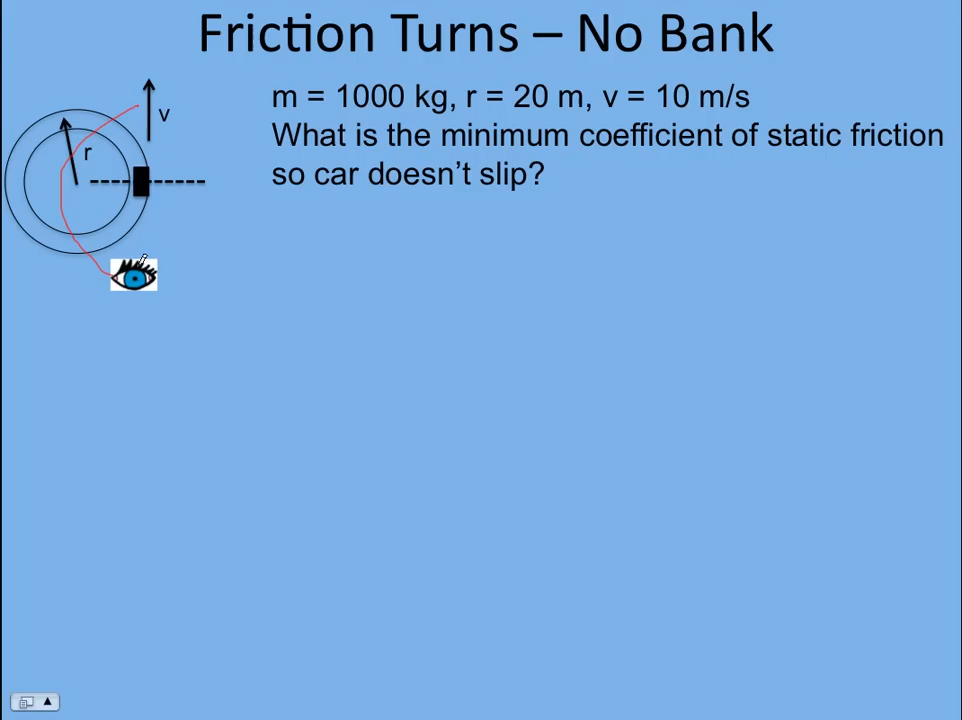 Friction Turns – No Bank
m = 1000 kg, r = 20 m, v = 10 m/s
What is the minimum coefficient of static friction
so car doesn’t slip?
v
r